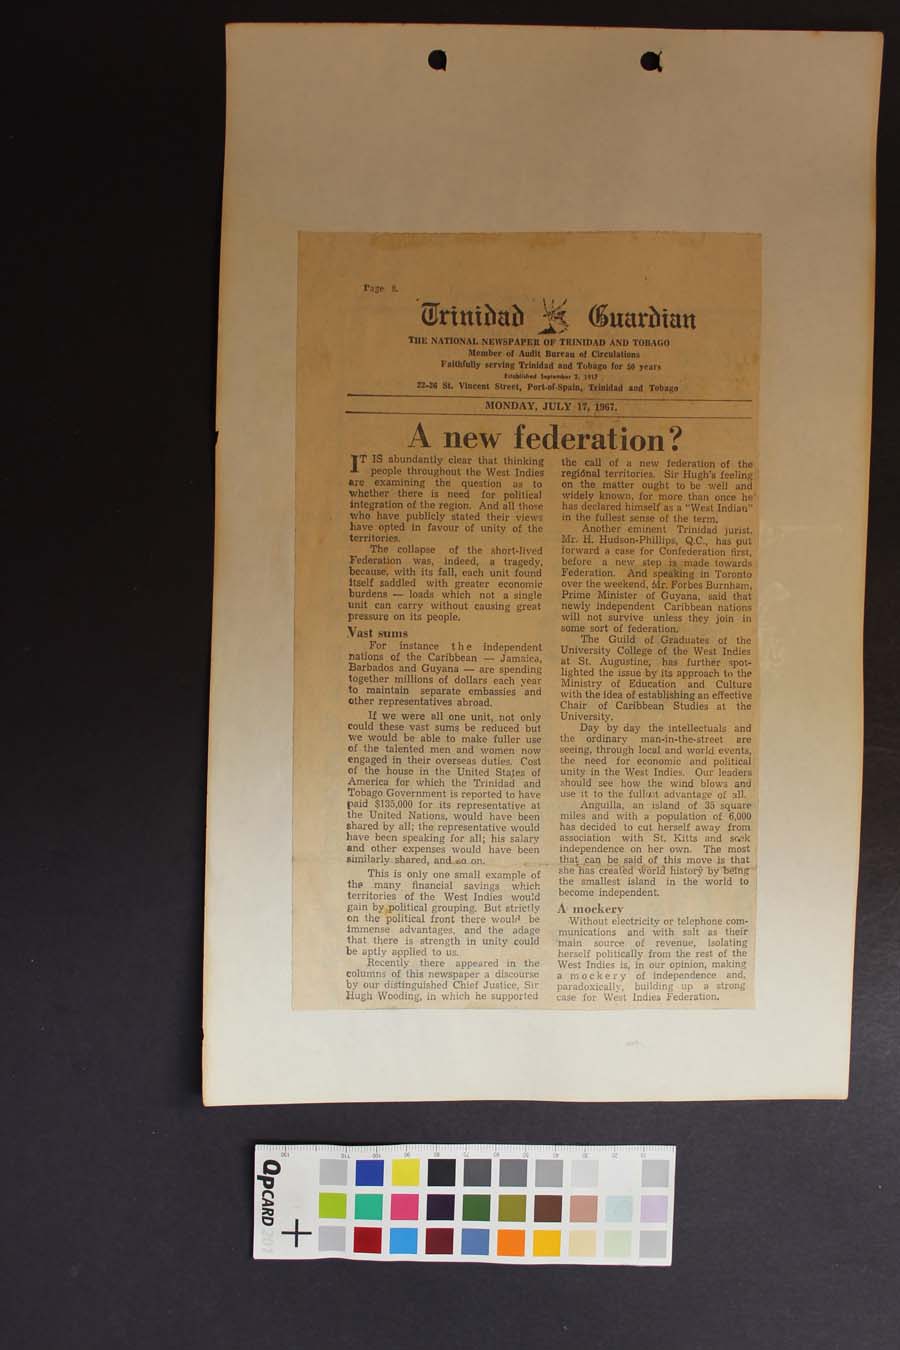 Page 8.
Trinidad Guardian
THE NATIONAL NEWSPAPER OF TRINIDAD AND TOBAGO
Member of Audit Bureau of Circulations
Faithfully serving Trinidad and Tobago for 50 years
Established September 2, 1917
22-26 St. Vincent Street, Port-of-Spain, Trinidad and Tobago
MONDAY, JULY 17, 1967.
A new federation?
IT IS abundantly clear that thinking
people throughout the West Indies
are examining the question as to
whether there is need for political
integration of the region. And all those
who have publicly stated their views
have opted in favour of unity of the
territories.
The collapse of the short-lived
Federation was, indeed, a tragedy,
because, with its fall, each unit found
itself saddled with greater economic
burdens — loads which not a single
unit can carry without causing great
pressure on its people.
Vast sums
For instance the independent
nations of the Caribbean — Jamaica,
Barbados and Guyana — are spending
together millions of dollars each year
to maintain separate embassies and
other representatives abroad.
If we were all one unit, not only
could these vast sums be reduced but
we would be able to make fuller use
of the talented men and women now
engaged in their overseas duties. Cost
of the house in the United States of
America for which the Trinidad and
Tobago Government is reported to have
paid $135,000 for its representative at
the United Nations, would have been
shared by all; the representative would
have been speaking for all; his salary
and other expenses would have been
similarly shared, and so on.
This is only one small example of
the many financial savings which
territories of the West Indies would
gain by political grouping. But strictly
on the political front there would be
immense advantages, and the adage
that there is strength in unity could
be aptly applied to us.
Recently there appeared in the
columns of this newspaper a discourse
by our distinguished Chief Justice, Sir
Hugh Wooding, in which he supported
the call of a new federation of the
regional territories. Sir Hugh's feeling
on the matter ought to be well and
widely known, for more than once he
has declared himself as a "West Indian"
in the fullest sense of the term.
Another eminent Trinidad jurist,
Mr. H. Hudson-Phillips, Q.C., has put
forward a case for Confederation first,
before a new step is made towards
Federation. And speaking in Toronto
over the weekend, Mr. Forbes Burnham,
Prime Minister of Guyana, said that
newly independent Caribbean nations
will not survive unless they join in
some sort of federation.
The Guild of Graduates of the
University College of the West Indies
at St. Augustine, has further spot-
lighted the issue by its approach to the
Ministry of Education and Culture
with the idea of establishing an effective
Chair of Caribbean Studies at the
University.
Day by day the intellectuals and
the ordinary man-in-the-street are
seeing, through local and world events,
the need for economic and political
unity in the West Indies. Our leaders
should see how the wind blows and
use it to the fullest advantage of all.
Anguilla, an island of 35 square
miles and with a population of 6,000
has decided to cut herself away from
association with St. Kitts and seek
independence on her own. The most
that can be said of this move is that
she has created world history by being
the smallest island in the world to
become independent.
A mockery
Without electricity or telephone com-
munications and with salt as their
main source of revenue, isolating
herself politically from the rest of the
West Indies is, in our opinion, making
a mockery of independence and,
paradoxically, building up a strong
case for West Indies Federation.
QPCARD 201